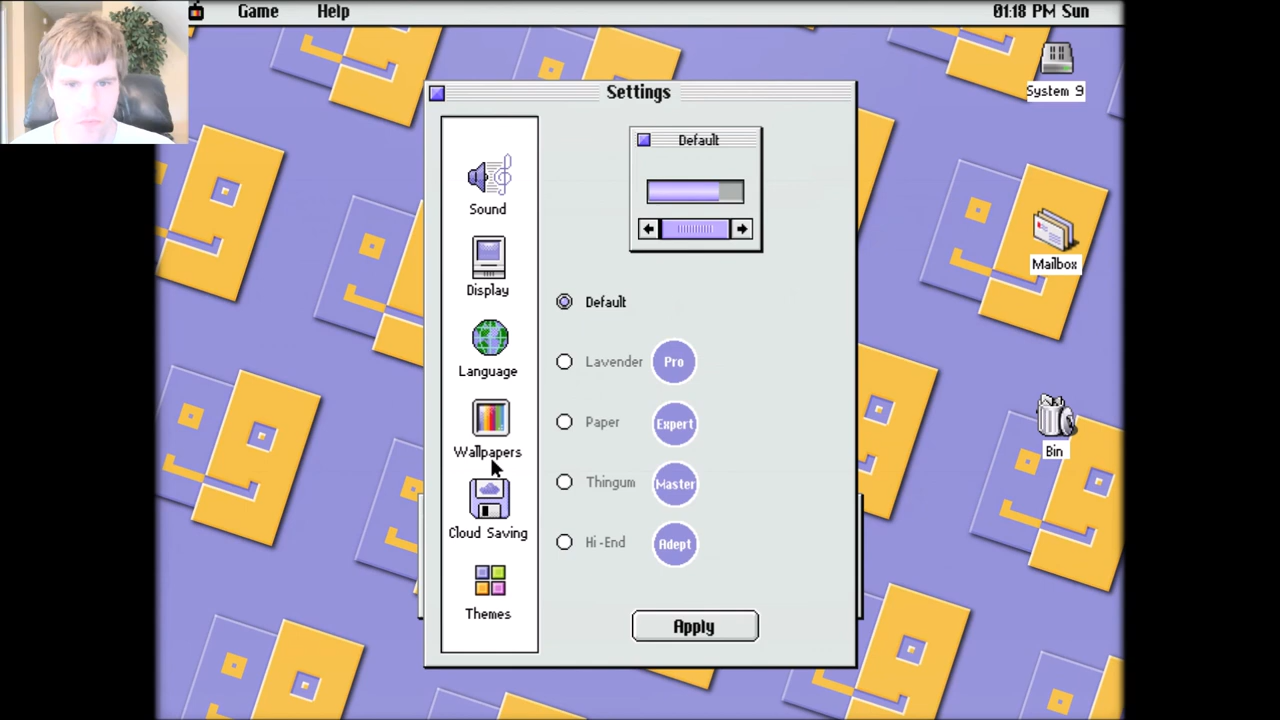 Game Help 01:18 PM Sun
System 9
Settings
Default
Sound
Display
Language
Wallpapers
Cloud Saving
Themes
Default
Lavender Pro
Paper Expert
Thingum Master
Hi-End Adept
Apply
Mailbox
Bin